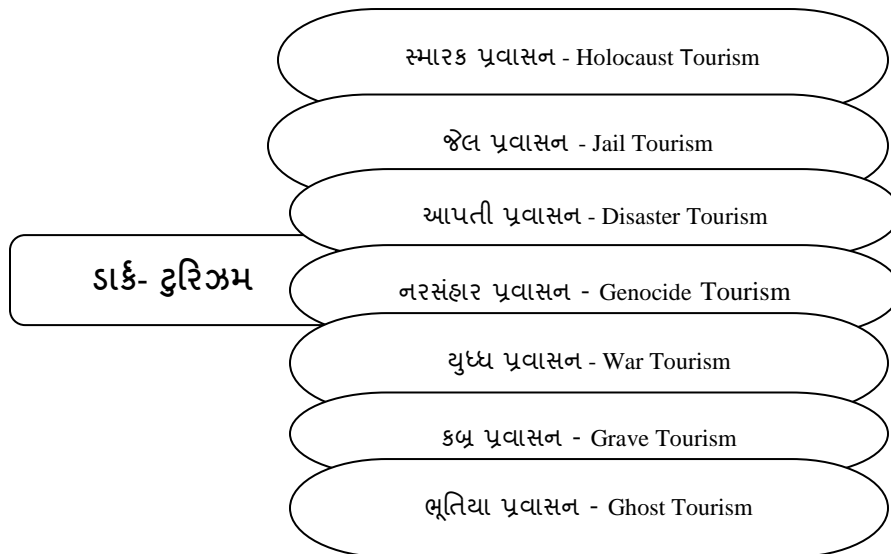 સ્મારક પ્રવાસન - Holocaust Tourism
જેલ પ્રવાસન - Jail Tourism
આપતી પ્રવાસન - Disaster Tourism
ડાર્ક- ટુરિઝમ
નરસંહાર પ્રવાસન - Genocide Tourism
યુધ્ધ પ્રવાસન - War Tourism
કબ્ર પ્રવાસન - Grave Tourism
ભૂતિયા પ્રવાસન - Ghost Tourism